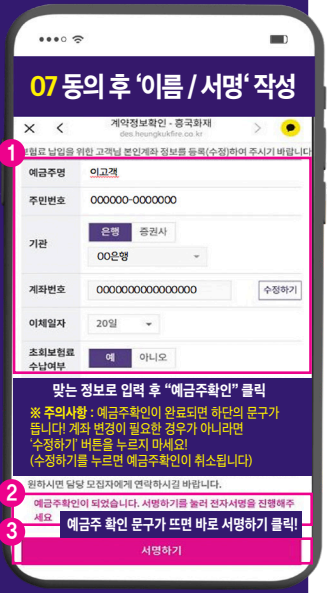 07 동의 후 '이름 / 서명' 작성
계약정보확인 - 흥국화재
des.heungkukfire.co.kr
보험료 납입을 위한 고객님 본인계좌 정보를 등록(수정)하여 주시기 바랍니다
1
예금주명 이고객
주민번호 000000-0000000
기관 은행 증권사
00은행
계좌번호 0000000000000000 수정하기
이체일자 20일
초회보험료
수납여부 예 아니오
맞는 정보로 입력 후 "예금주확인" 클릭
※ 주의사항 : 예금주확인이 완료되면 하단의 문구가
뜹니다! 계좌 변경이 필요한 경우가 아니라면
'수정하기' 버튼을 누르지 마세요!
(수정하기를 누르면 예금주확인이 취소됩니다)
원하시면 담당 모집자에게 연락하시길 바랍니다.
2
예금주확인이 되었습니다. 서명하기를 눌러 전자서명을 진행해주
세요
예금주 확인 문구가 뜨면 바로 서명하기 클릭!
3
서명하기